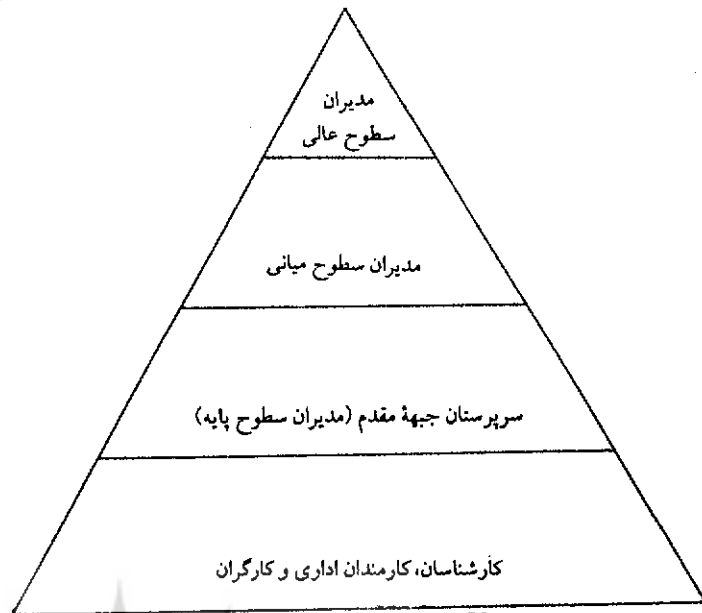 مدیران
سطوح عالی
مدیران سطوح میانی
سرپرستان جبههٔ مقدم (مدیران سطوح پایه)
کارشناسان، کارمندان اداری و کارگران